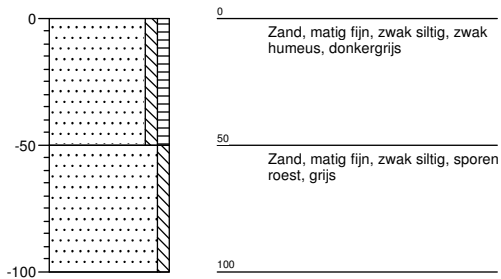 0
0
Zand, matig fijn, zwak siltig, zwak
humeus, donkergrijs
-50
50
Zand, matig fijn, zwak siltig, sporen
roest, grijs
-100
100